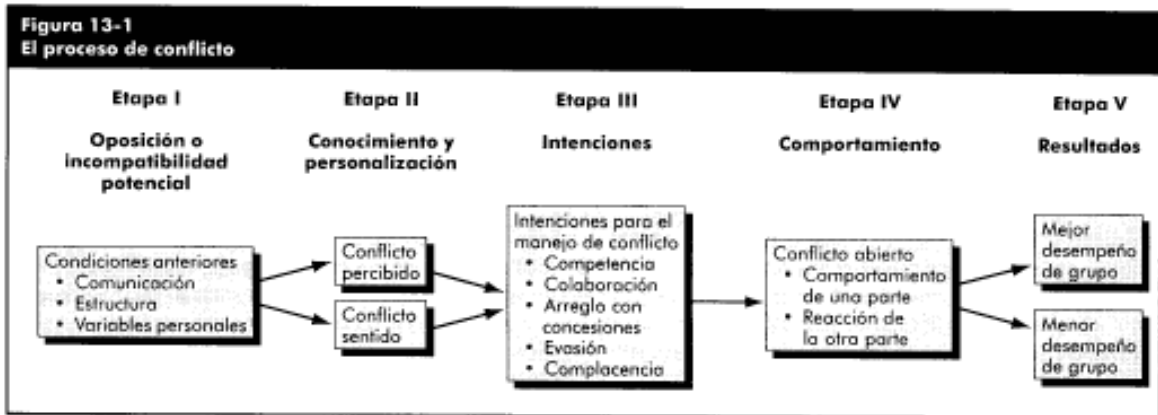 Figura 13-1
El proceso de conflicto
Etapa I
Oposición o
incompatibilidad
potencial
Etapa II
Conocimiento y
personalización
Etapa III
Intenciones
Etapa IV
Comportamiento
Etapa V
Resultados
Condiciones anteriores
• Comunicación
• Estructura
• Variables personales
Conflicto
percibido
Conflicto
sentido
Intenciones para el
manejo de conflicto
• Competencia
• Colaboración
• Arreglo con
concesiones
• Evasión
• Complacencia
Conflicto abierto
• Comportamiento
de una parte
• Reacción de
la otra parte
Mejor
desempeño
de grupo
Menor
desempeño
de grupo